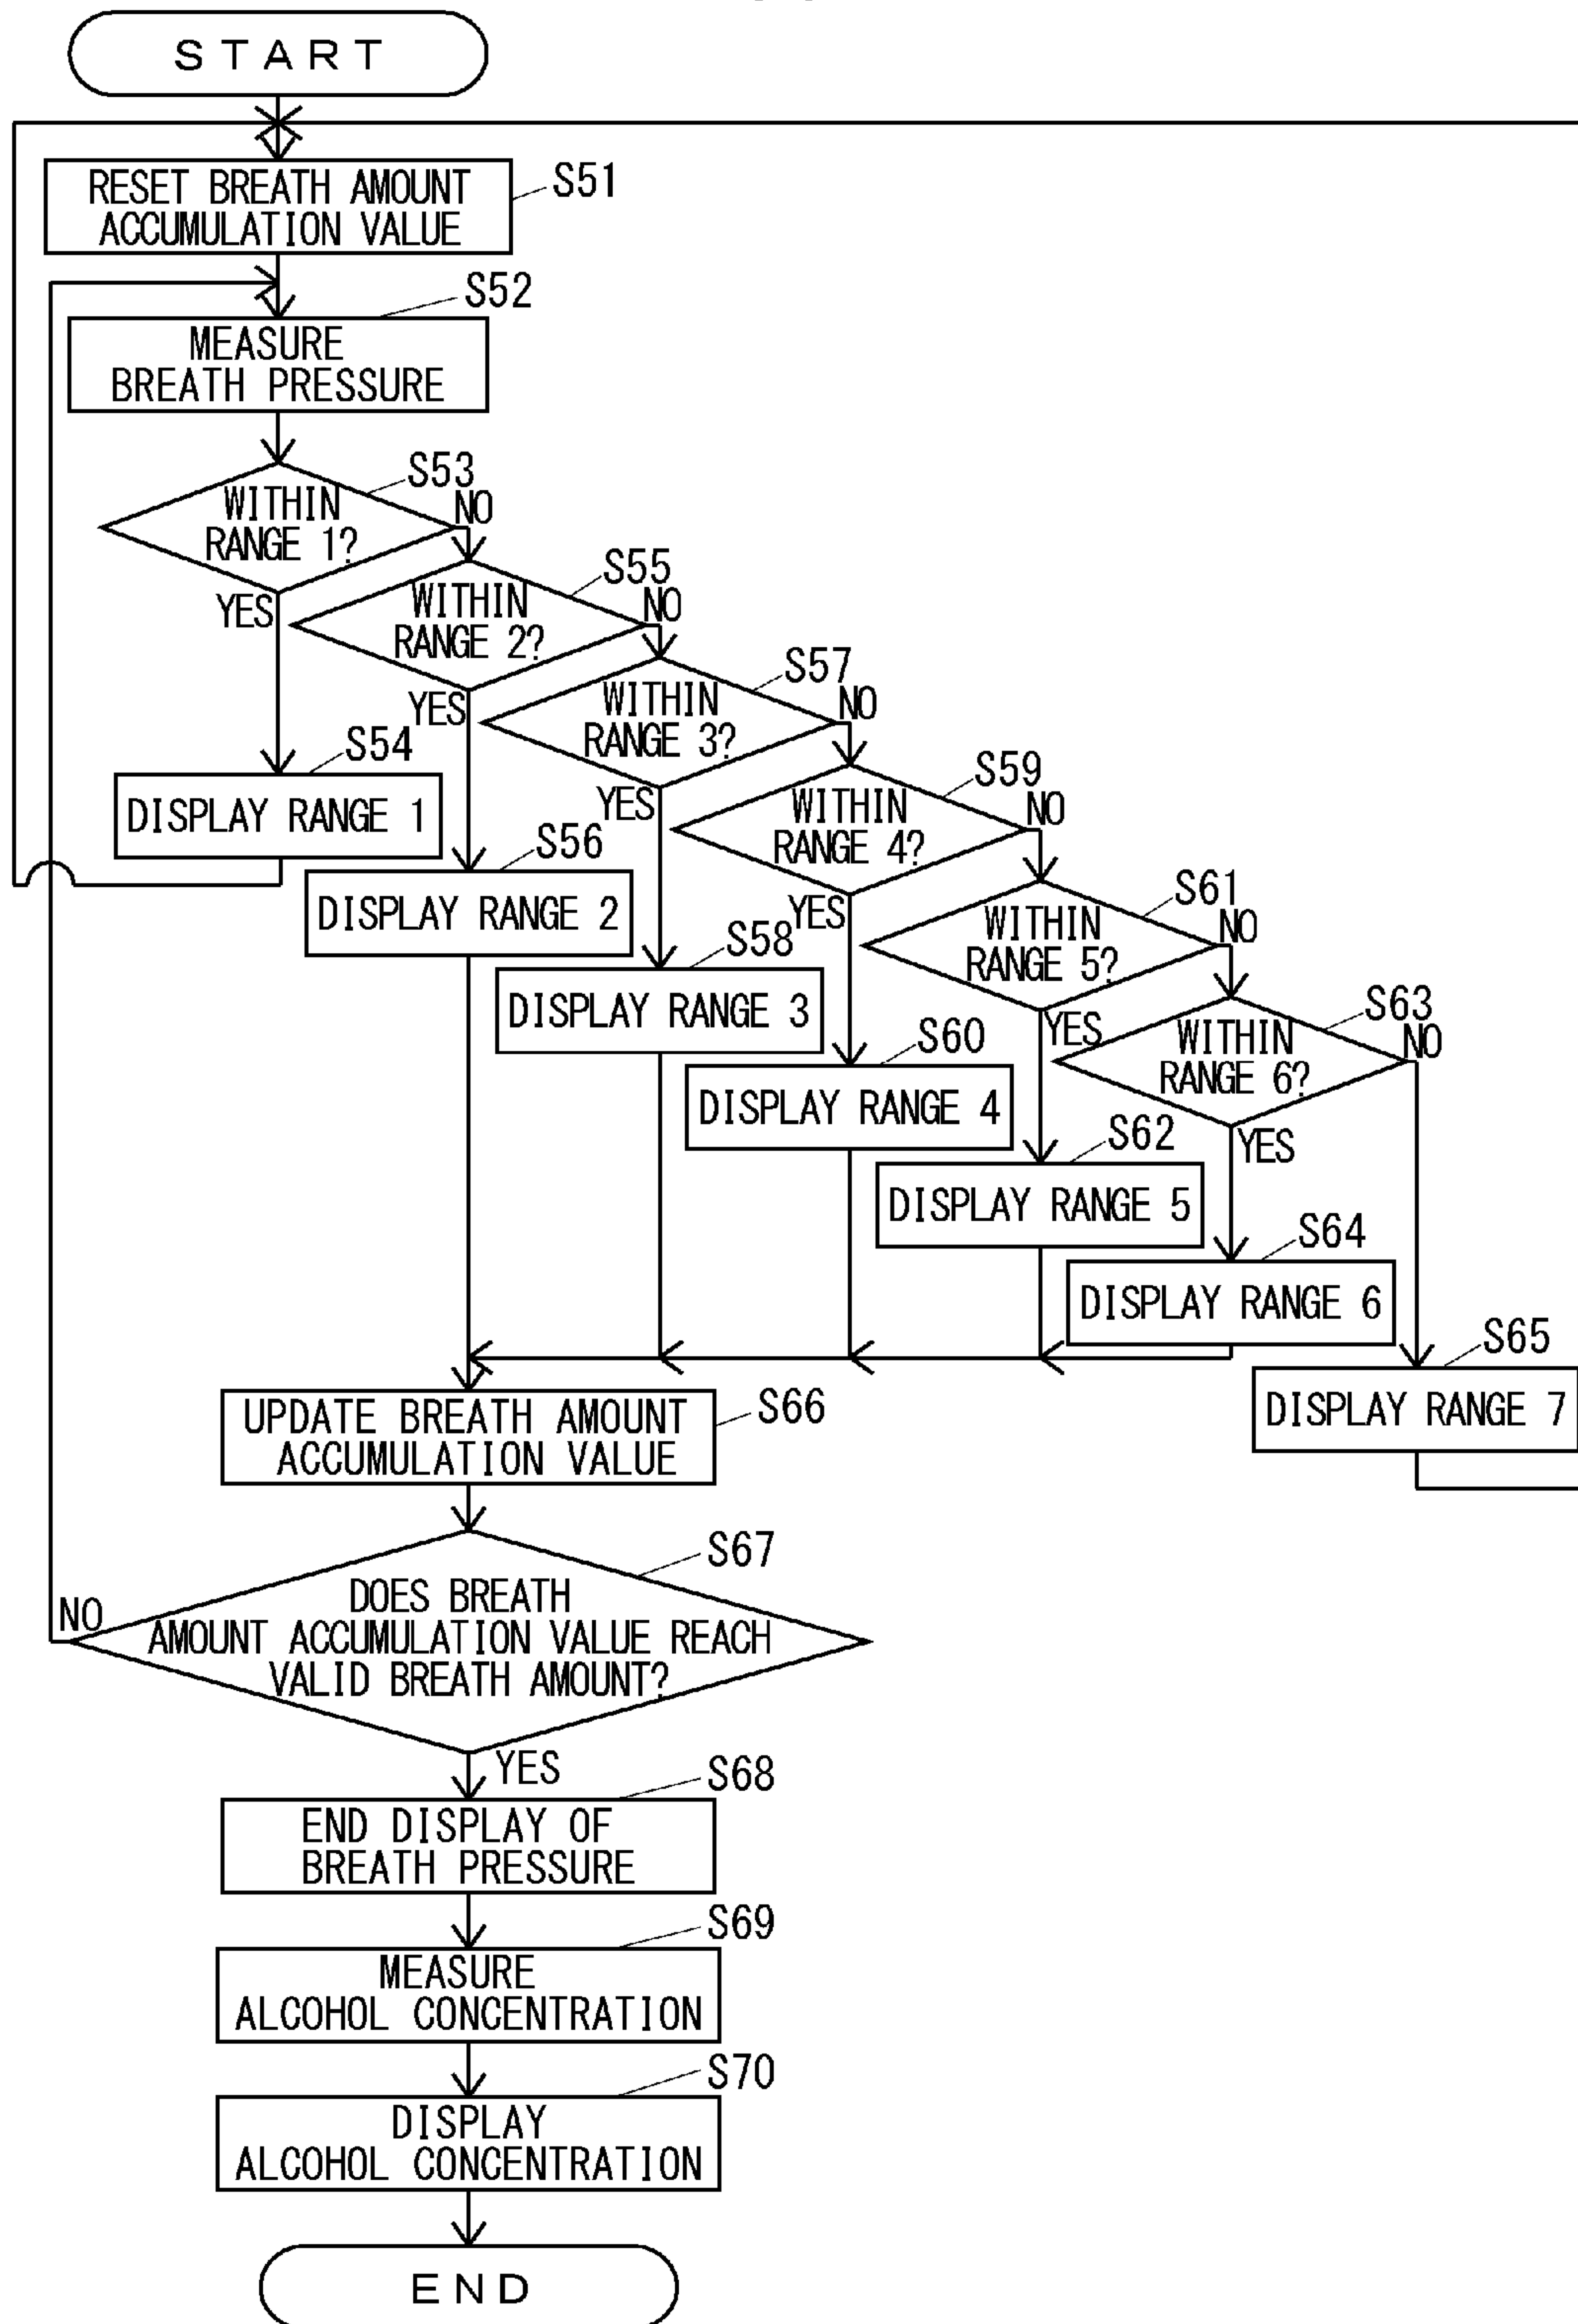 START
RESET BREATH AMOUNT
ACCUMULATION VALUE
S51
S52
MEASURE
BREATH PRESSURE
S53
WITHIN
RANGE 1?
NO
YES
S55
WITHIN
RANGE 2?
NO
YES
S57
WITHIN
RANGE 3?
NO
YES
S54
DISPLAY RANGE 1
S59
WITHIN
RANGE 4?
NO
YES
S56
DISPLAY RANGE 2
S61
WITHIN
RANGE 5?
NO
YES
S58
DISPLAY RANGE 3
S63
WITHIN
RANGE 6?
NO
YES
S60
DISPLAY RANGE 4
S62
DISPLAY RANGE 5
S64
DISPLAY RANGE 6
S65
DISPLAY RANGE 7
S66
UPDATE BREATH AMOUNT
ACCUMULATION VALUE
S67
DOES BREATH
AMOUNT ACCUMULATION VALUE REACH
VALID BREATH AMOUNT?
NO
YES
S68
END DISPLAY OF
BREATH PRESSURE
S69
MEASURE
ALCOHOL CONCENTRATION
S70
DISPLAY
ALCOHOL CONCENTRATION
END